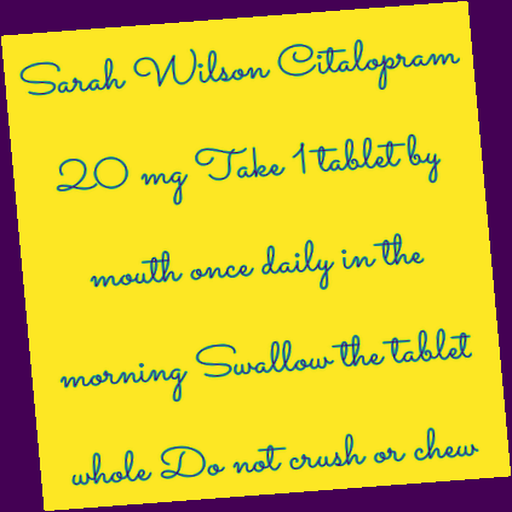 Sarah Wilson Citalopram
20 mg Take 1 tablet by
mouth once daily in the
morning Swallow the tablet
whole Do not crush or chew